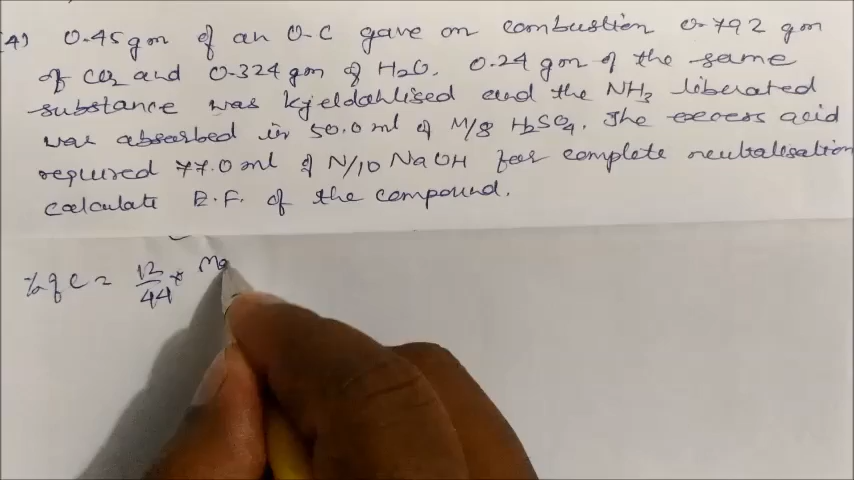 4) 0.45 gm of an O-C gave on combustion 0.792 gm
of CO2 and 0.324 gm of H2O. 0.24 gm of the same
substance was Kjeldahlised and the NH3 liberated
was absorbed in 50.0 ml of M/8 H2SO4. The excess acid
required 77.0 ml of N/10 NaOH for complete neutralisation
calculate E.F. of the compound.
% of C = 12/44 * Ma